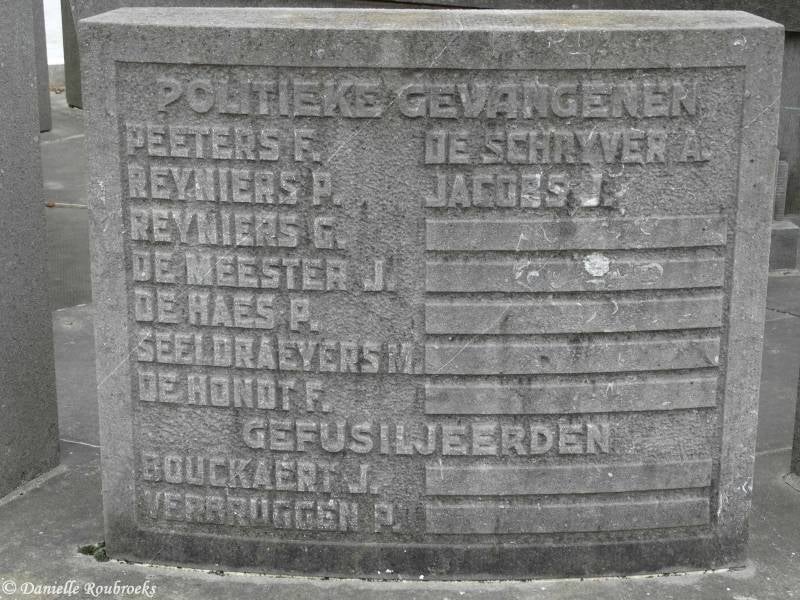 POLITIEKE GEVANGENEN
PEETERS F.
REYNIERS P.
REYNIERS G.
DE MEESTER J.
DE HAES P.
SEELDRAEYERS M.
DE HONDT F.
DE SCHRYVER A.
JACOBS J.
GEFUSILJEERDEN
BOUCKAERT J.
VERBRUGGEN P.
© Danielle Roubroeks